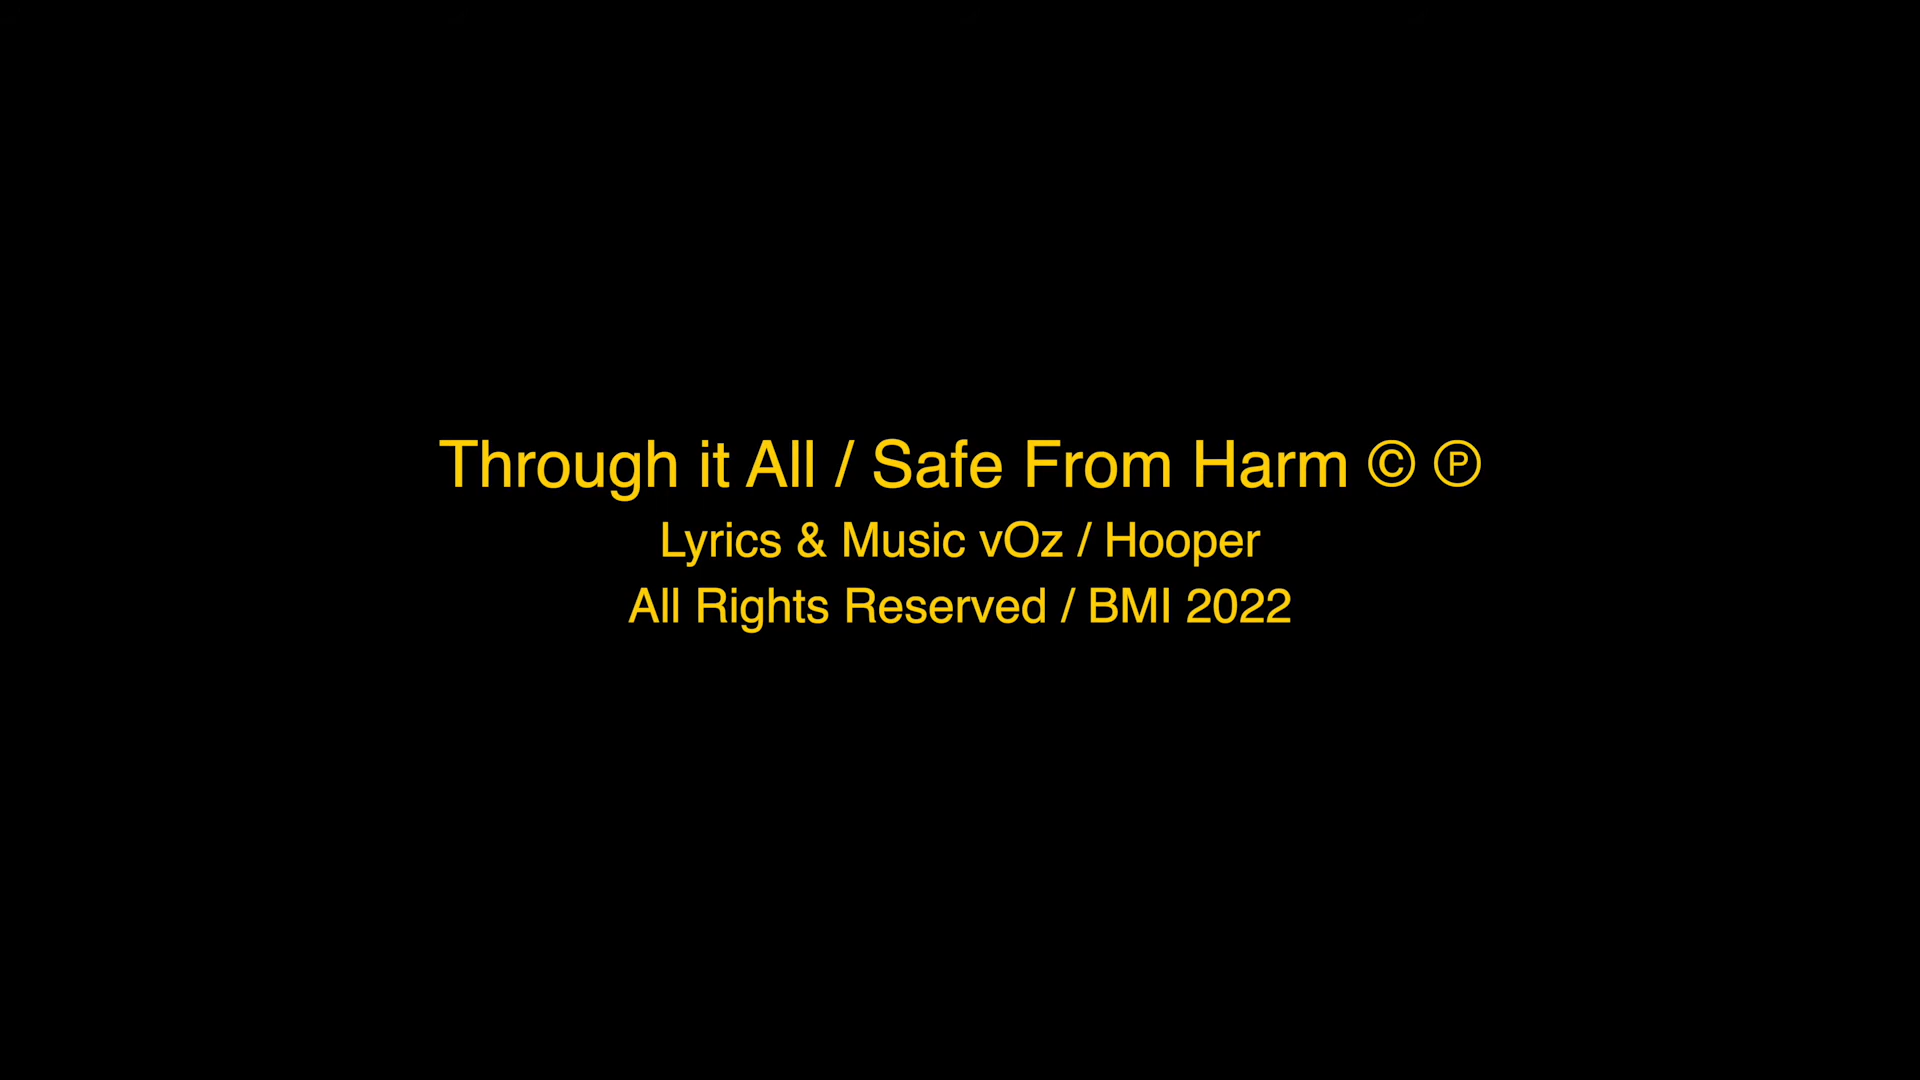 Through it All / Safe From Harm © ℗
Lyrics & Music vOz / Hooper
All Rights Reserved / BMI 2022